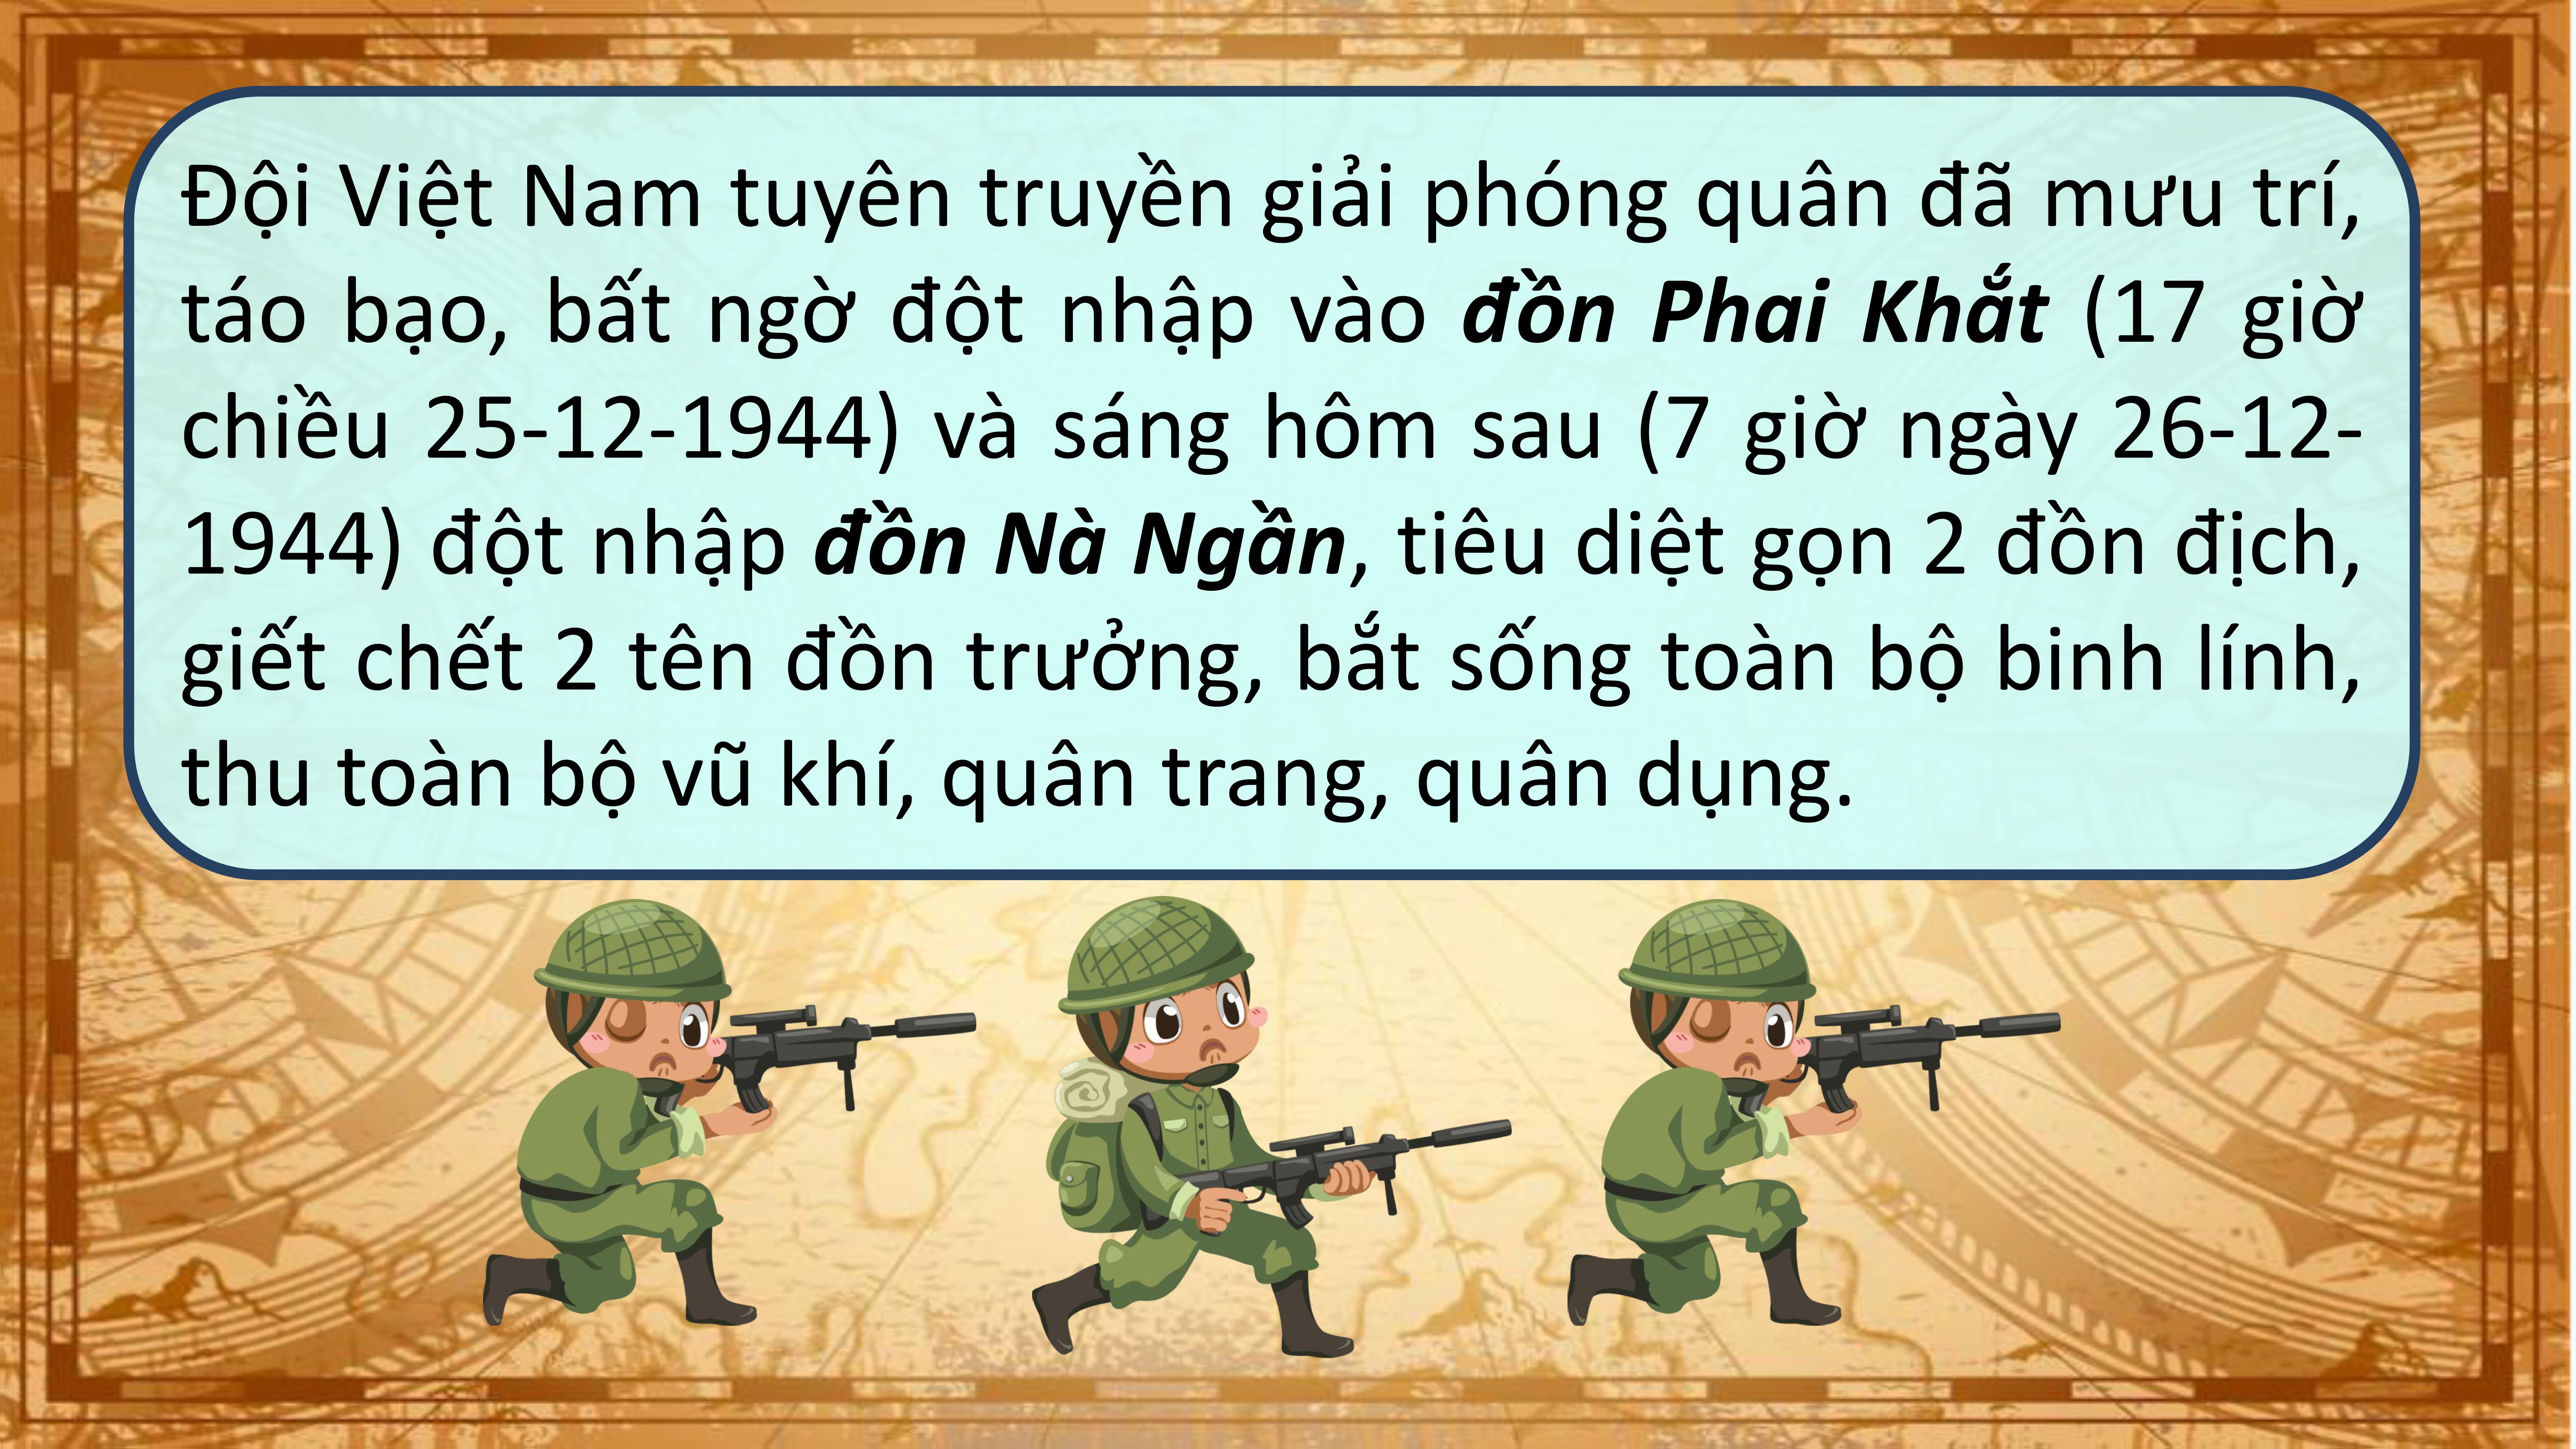 Đội Việt Nam tuyên truyền giải phóng quân đã mưu trí,
táo bạo, bất ngờ đột nhập vào đồn Phai Khắt (17 giờ
chiều 25-12-1944) và sáng hôm sau (7 giờ ngày 26-12-
1944) đột nhập đồn Nà Ngần, tiêu diệt gọn 2 đồn địch,
giết chết 2 tên đồn trưởng, bắt sống toàn bộ binh lính,
thu toàn bộ vũ khí, quân trang, quân dụng.